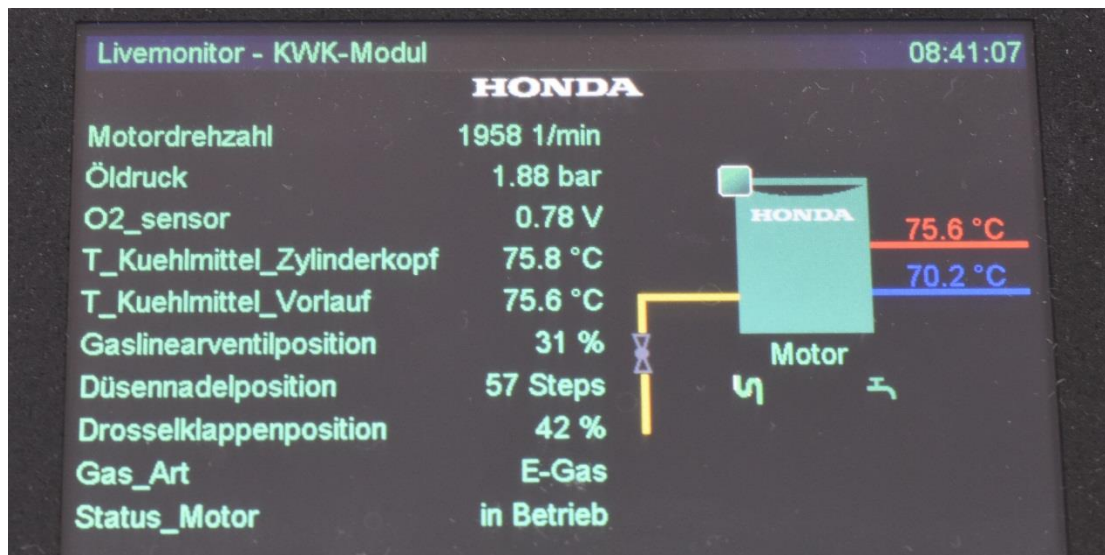 Livemonitor - KWK-Modul 08:41:07
HONDA
Motordrehzahl 1958 1/min
Öldruck 1.88 bar
O2_sensor 0.78 V
T_Kuehlmittel_Zylinderkopf 75.8 °C
T_Kuehlmittel_Vorlauf 75.6 °C
Gaslinearventilposition 31 %
Düsennadelposition 57 Steps
Drosselklappenposition 42 %
Gas_Art E-Gas
Status_Motor in Betrieb
HONDA
75.6 °C
70.2 °C
Motor